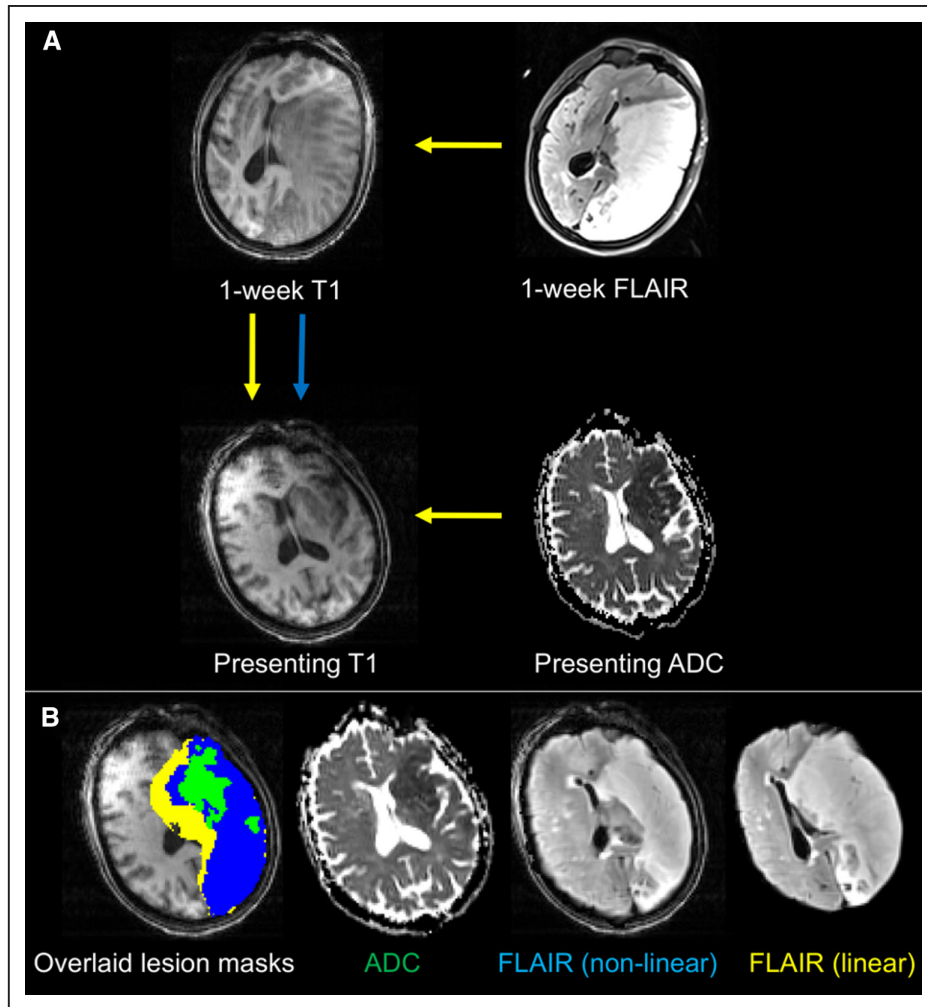 A
1-week T1
1-week FLAIR
Presenting T1
Presenting ADC
B
Overlaid lesion masks
ADC
FLAIR (non-linear)
FLAIR (linear)